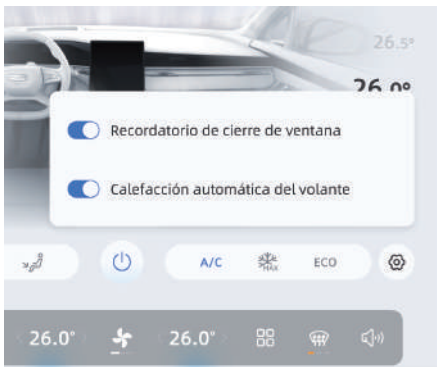 26.5°
26.0°
Recordatorio de cierre de ventana
Calefacción automática del volante
A/C
MAX
ECO
26.0°
26.0°